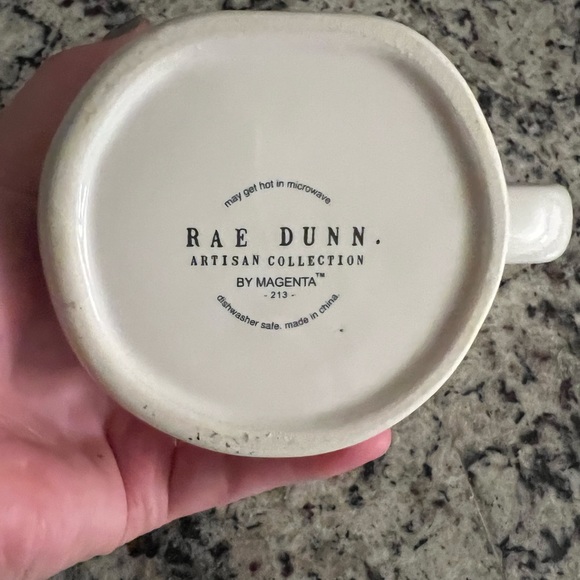 may get hot in microwave
RAE DUNN.
ARTISAN COLLECTION
BY MAGENTA™
- 213 -
dishwasher safe. made in china.